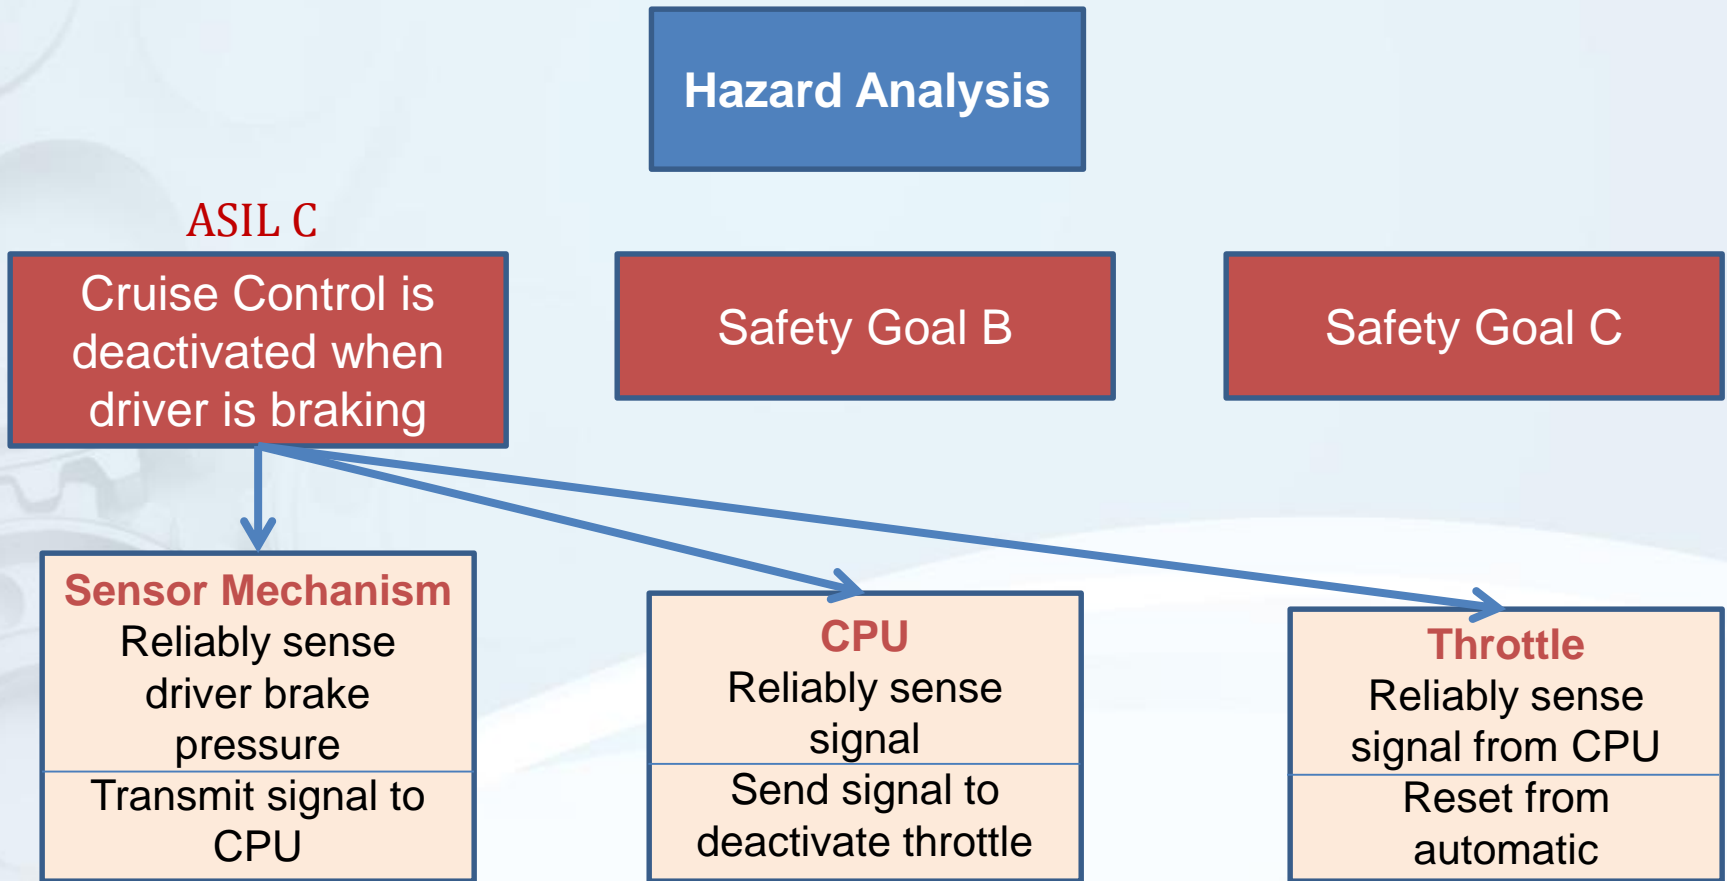 Hazard Analysis
ASIL C
Cruise Control is
deactivated when
driver is braking
Safety Goal B
Safety Goal C
Sensor Mechanism
Reliably sense
driver brake
pressure
Transmit signal to
CPU
CPU
Reliably sense
signal
Send signal to
deactivate throttle
Throttle
Reliably sense
signal from CPU
Reset from
automatic